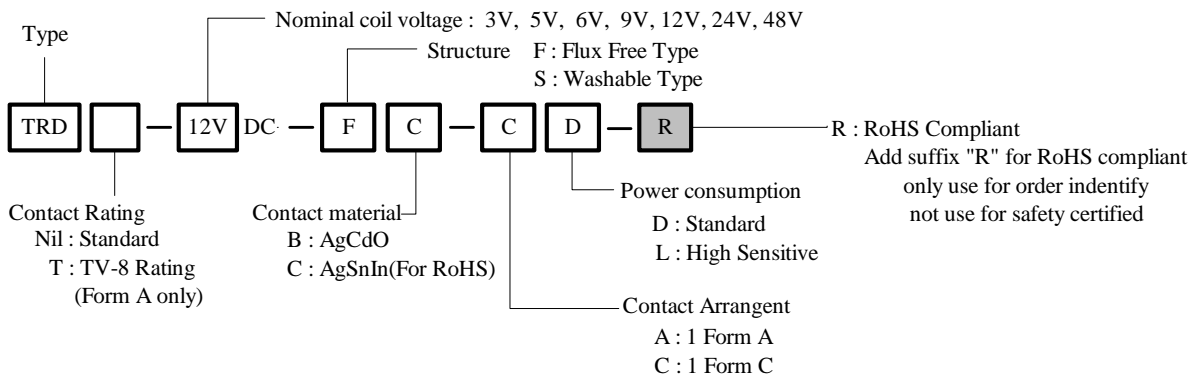 Nominal coil voltage : 3V, 5V, 6V, 9V, 12V, 24V, 48V
Type
Structure F : Flux Free Type
S : Washable Type
TRD 12V DC F C C D R
R : RoHS Compliant
Add suffix "R" for RoHS compliant
only use for order indentify
not use for safety certified
Contact Rating
Nil : Standard
T : TV-8 Rating
(Form A only)
Contact material
B : AgCdO
C : AgSnIn(For RoHS)
Power consumption
D : Standard
L : High Sensitive
Contact Arrangent
A : 1 Form A
C : 1 Form C